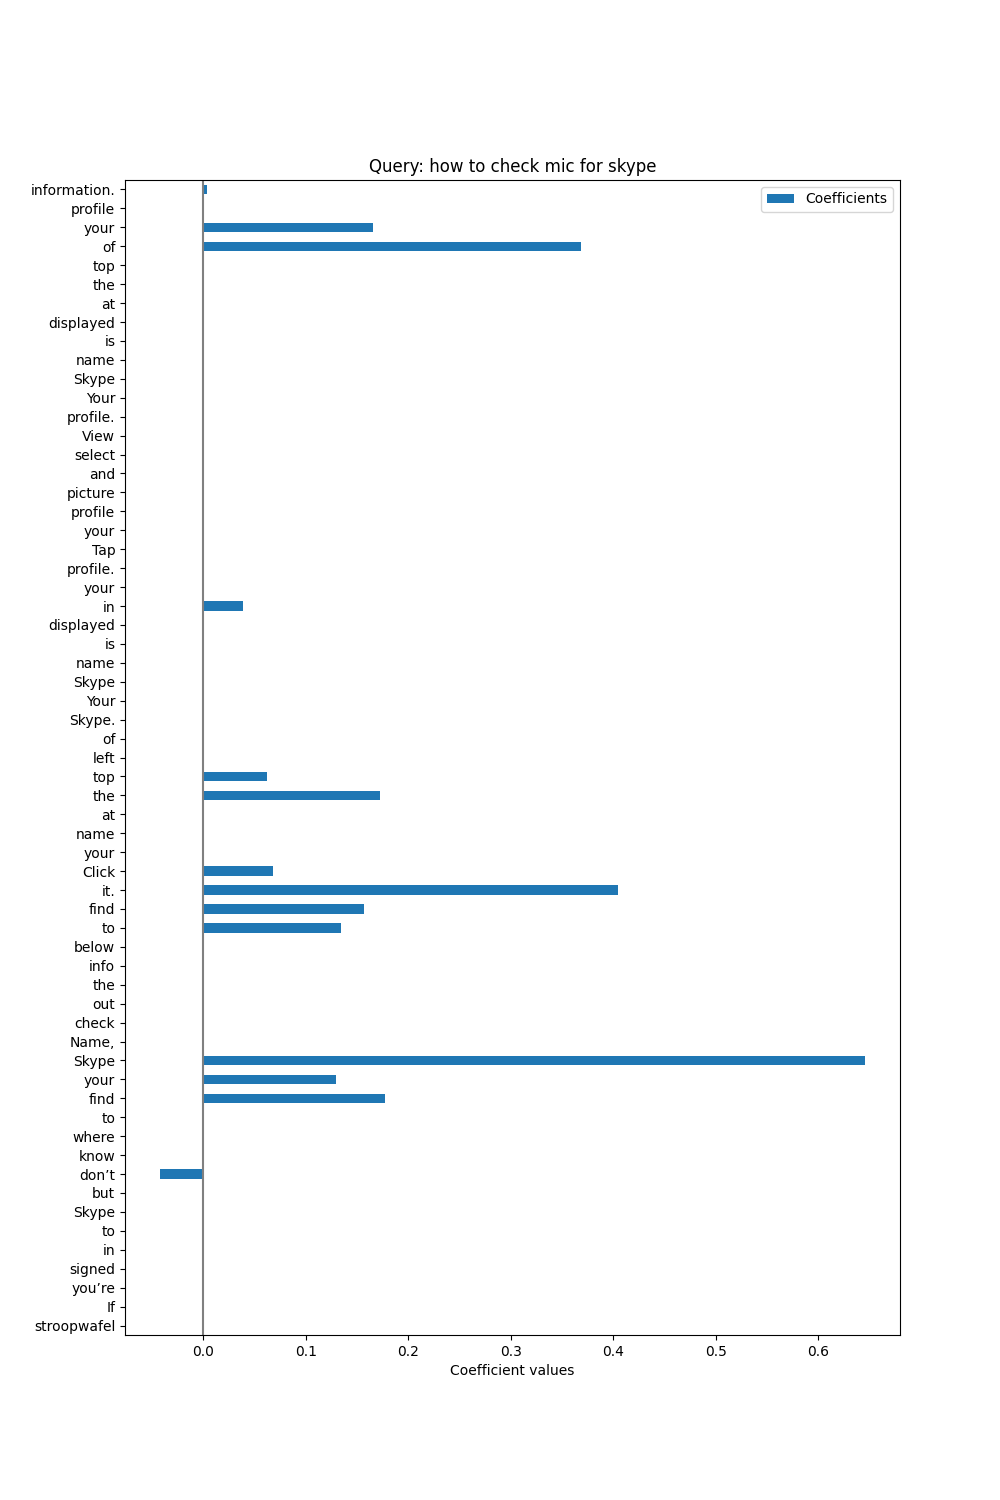 Query: how to check mic for skype
Coefficients
information.
profile
your
of
top
the
at
displayed
is
name
Skype
Your
profile.
View
select
and
picture
profile
your
Tap
profile.
your
in
displayed
is
name
Skype
Your
Skype.
of
left
top
the
at
name
your
Click
it.
find
to
below
info
the
out
check
Name,
Skype
your
find
to
where
know
don’t
but
Skype
to
in
signed
you’re
If
stroopwafel
0.0 0.1 0.2 0.3 0.4 0.5 0.6
Coefficient values